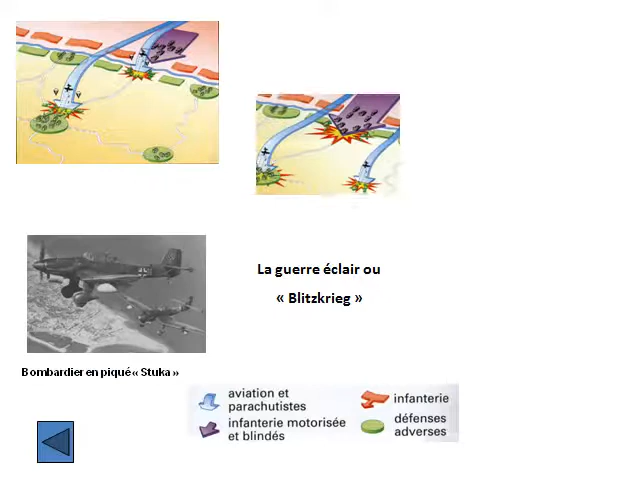 La guerre éclair ou
« Blitzkrieg »
Bombardier en piqué « Stuka »
aviation et
parachutistes
infanterie motorisée
et blindés
infanterie
défenses
adverses